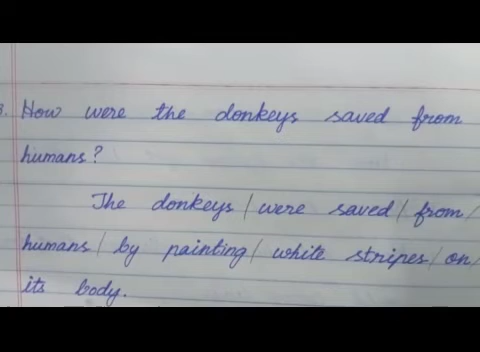 3. How were the donkeys saved from
humans?
The donkeys / were saved / from /
humans / by painting / white stripes / on /
its body.